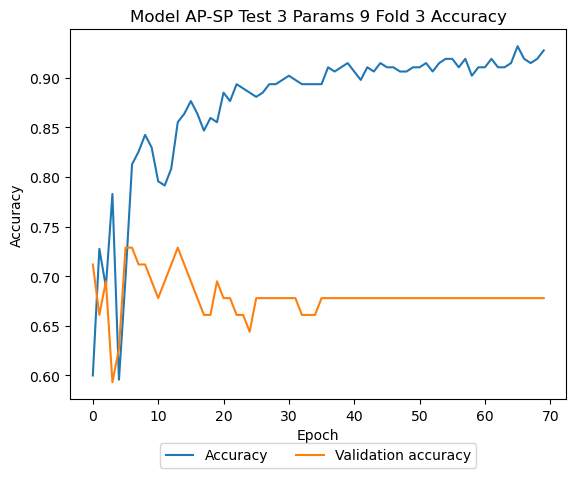 Model AP-SP Test 3 Params 9 Fold 3 Accuracy
0.90
0.85
0.80
0.75
0.70
0.65
0.60
Accuracy
0 10 20 30 40 50 60 70
Epoch
Accuracy Validation accuracy